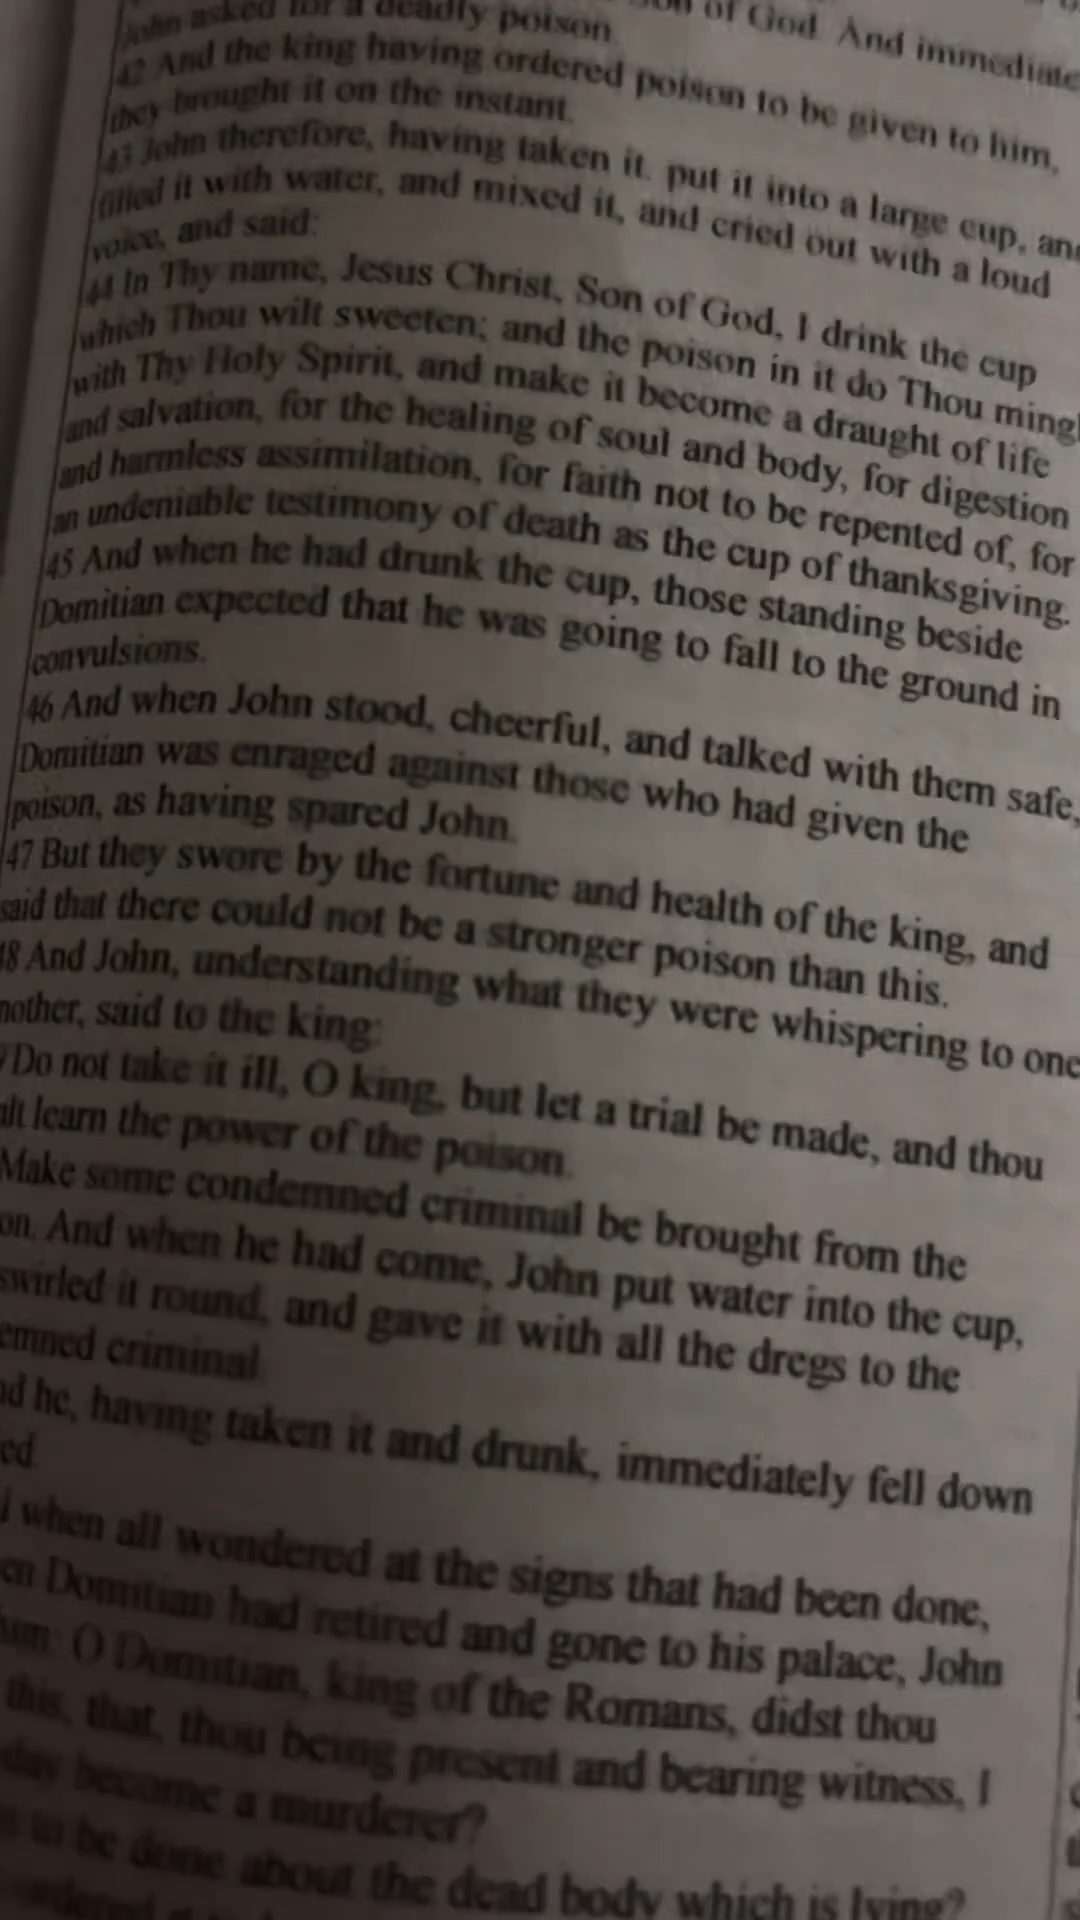 John asked for a deadly poison. Son of God. And immediate
42 And the king having ordered poison to be given to him,
they brought it on the instant.
43 John therefore, having taken it, put it into a large cup, and
filled it with water, and mixed it, and cried out with a loud
voice, and said:
44 In Thy name, Jesus Christ, Son of God, I drink the cup
which Thou wilt sweeten; and the poison in it do Thou mingl
with Thy Holy Spirit, and make it become a draught of life
and salvation, for the healing of soul and body, for digestion
and harmless assimilation, for faith not to be repented of, for
an undeniable testimony of death as the cup of thanksgiving.
45 And when he had drunk the cup, those standing beside
Domitian expected that he was going to fall to the ground in
convulsions.
46 And when John stood, cheerful, and talked with them safe,
Domitian was enraged against those who had given the
poison, as having spared John.
47 But they swore by the fortune and health of the king, and
said that there could not be a stronger poison than this.
48 And John, understanding what they were whispering to one
nother, said to the king:
Do not take it ill, O king, but let a trial be made, and thou
alt learn the power of the poison.
Make some condemned criminal be brought from the
on. And when he had come, John put water into the cup,
swirled it round, and gave it with all the dregs to the
emned criminal.
nd he, having taken it and drunk, immediately fell down
ed.
when all wondered at the signs that had been done,
en Domitian had retired and gone to his palace, John
him: O Domitian, king of the Romans, didst thou
this, that, thou being present and bearing witness, I
day become a murderer?
is to be done about the dead body which is lying?